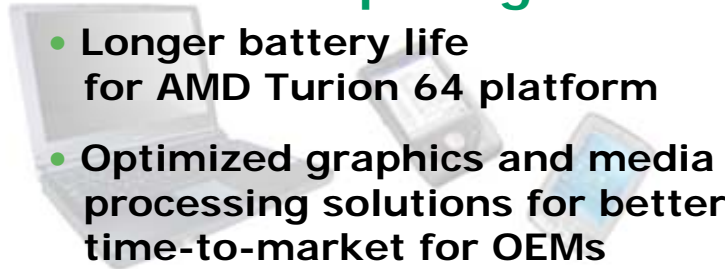 • Longer battery life
for AMD Turion 64 platform
• Optimized graphics and media
processing solutions for better
time-to-market for OEMs